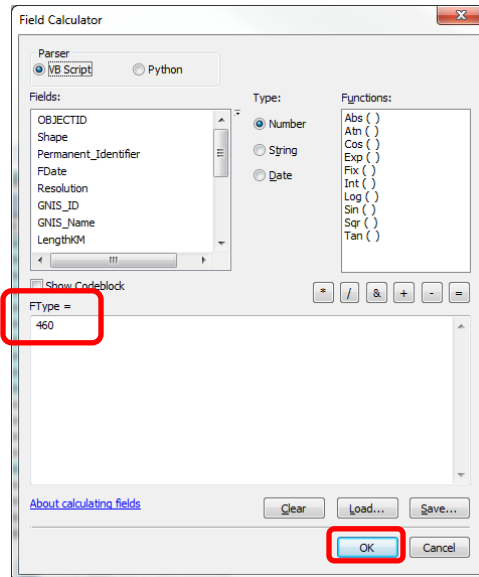 Field Calculator
Parser
VB Script Python
Fields: Type: Functions:
OBJECTID
Shape
Permanent_Identifier
FDate
Resolution
GNIS_ID
GNIS_Name
LengthKM
Number
String
Date
Abs ( )
Atn ( )
Cos ( )
Exp ( )
Fix ( )
Int ( )
Log ( )
Sin ( )
Sqr ( )
Tan ( )
Show Codeblock
* / & + - =
FType =
460
About calculating fields Clear Load... Save...
OK Cancel